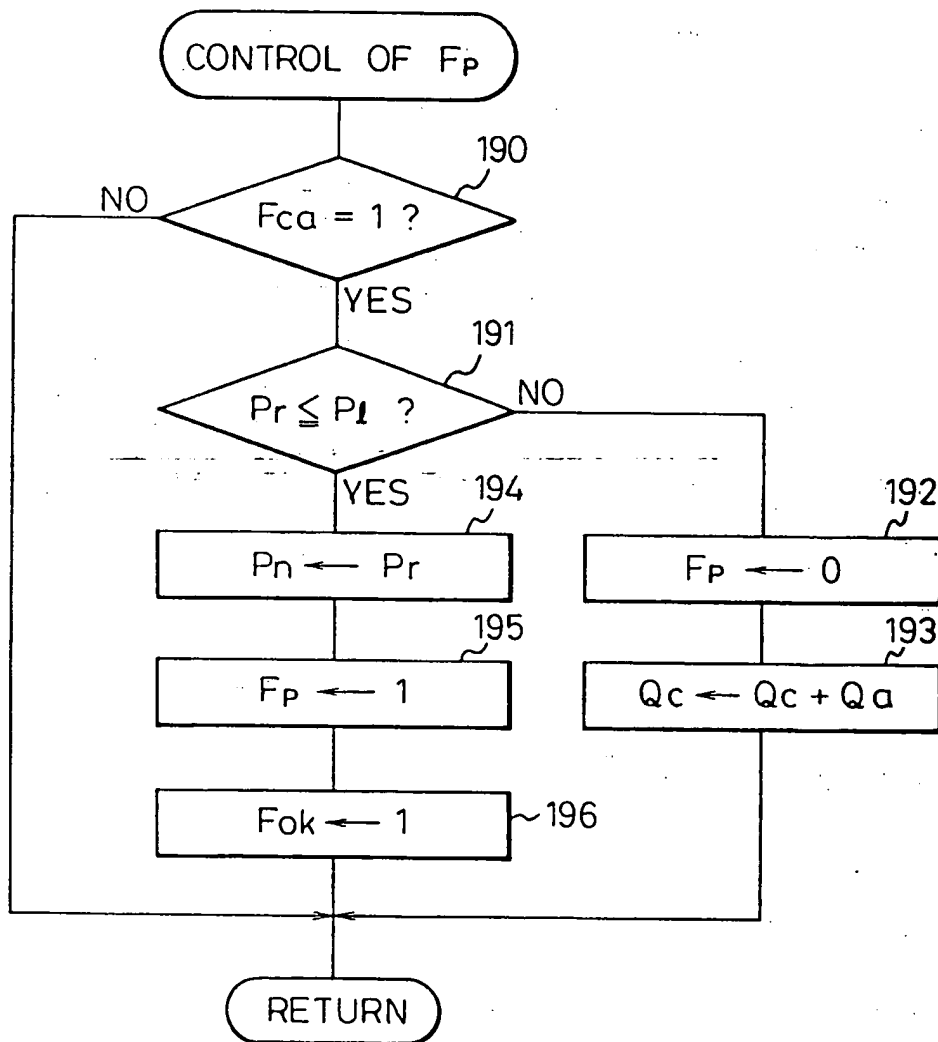 CONTROL OF FP
190
NO
Fca = 1 ?
YES
191
Pr ≦ Pl ?
NO
YES
194
Pn ← Pr
192
FP ← 0
195
FP ← 1
193
Qc ← Qc + Qa
Fok ← 1
196
RETURN